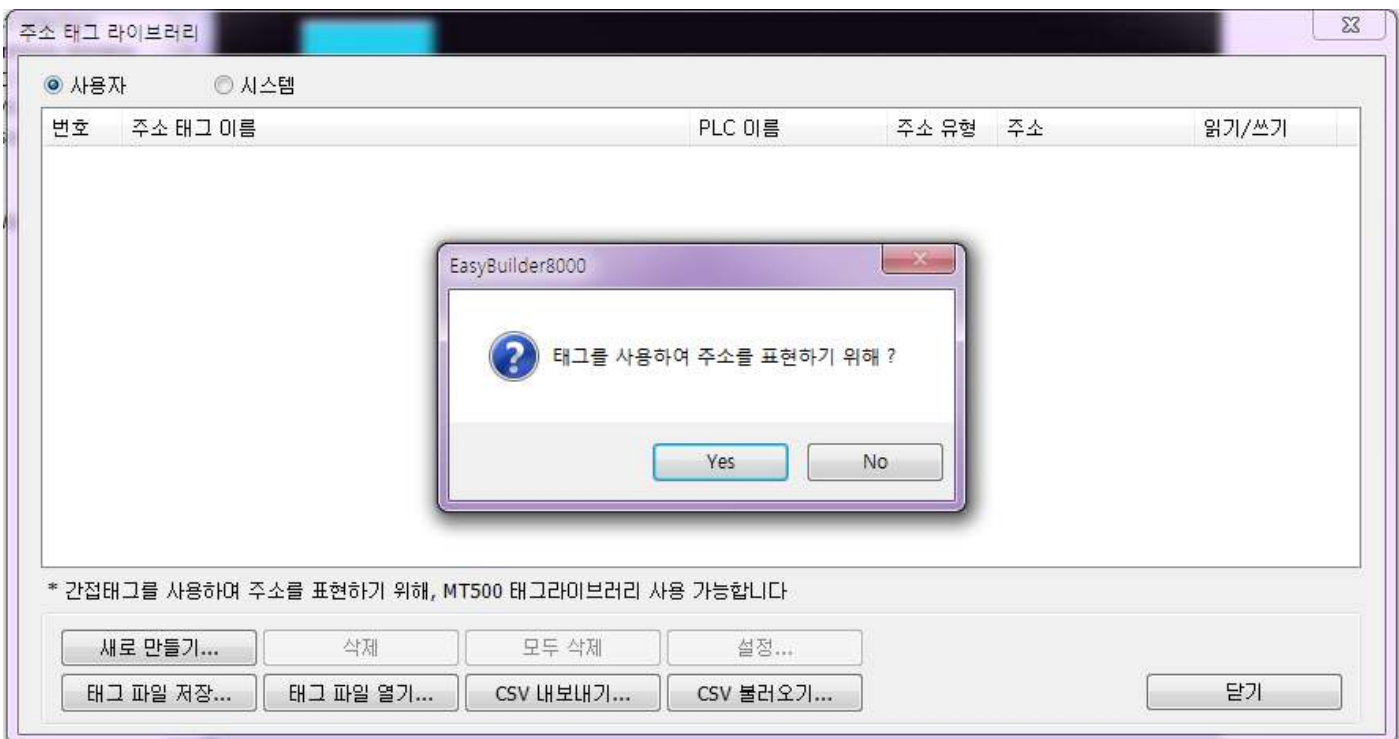 주소 태그 라이브러리
사용자 시스템
번호 주소 태그 이름 PLC 이름 주소 유형 주소 읽기/쓰기
EasyBuilder8000
태그를 사용하여 주소를 표현하기 위해 ?
Yes No
* 간접태그를 사용하여 주소를 표현하기 위해, MT500 태그라이브러리 사용 가능합니다
새로 만들기... 삭제 모두 삭제 설정...
태그 파일 저장... 태그 파일 열기... CSV 내보내기... CSV 불러오기... 닫기